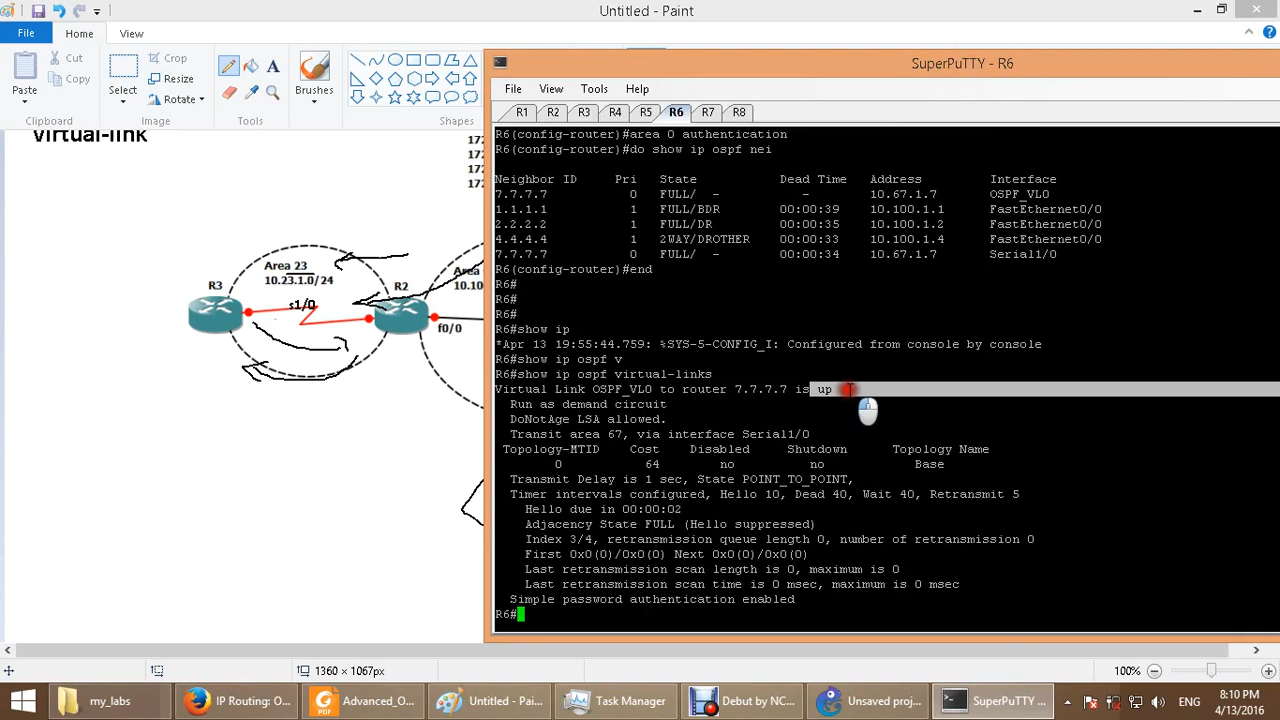 Untitled - Paint
File
Home
View
Paste
Cut
Copy
Clipboard
Select
Crop
Resize
Rotate
Image
Tools
Brushes
Shapes
virtual-link
172
172
172
172
Area 23
10.23.1.0/24
R3
s1/0
R2
Area
10.10
f0/0
SuperPuTTY - R6
File View Tools Help
R1 R2 R3 R4 R5 R6 R7 R8
R6(config-router)#area 0 authentication
R6(config-router)#do show ip ospf nei
Neighbor ID Pri State Dead Time Address Interface
7.7.7.7 0 FULL/ - - 10.67.1.7 OSPF_VL0
1.1.1.1 1 FULL/BDR 00:00:39 10.100.1.1 FastEthernet0/0
2.2.2.2 1 FULL/DR 00:00:35 10.100.1.2 FastEthernet0/0
4.4.4.4 1 2WAY/DROTHER 00:00:33 10.100.1.4 FastEthernet0/0
7.7.7.7 0 FULL/ - 00:00:34 10.67.1.7 Serial1/0
R6(config-router)#end
R6#
R6#
R6#
R6#show ip
*Apr 13 19:55:44.759: %SYS-5-CONFIG_I: Configured from console by console
R6#show ip ospf v
R6#show ip ospf virtual-links
Virtual Link OSPF_VL0 to router 7.7.7.7 is up
Run as demand circuit
DoNotAge LSA allowed.
Transit area 67, via interface Serial1/0
Topology-MTID Cost Disabled Shutdown Topology Name
0 64 no no Base
Transmit Delay is 1 sec, State POINT_TO_POINT,
Timer intervals configured, Hello 10, Dead 40, Wait 40, Retransmit 5
Hello due in 00:00:02
Adjacency State FULL (Hello suppressed)
Index 3/4, retransmission queue length 0, number of retransmission 0
First 0x0(0)/0x0(0) Next 0x0(0)/0x0(0)
Last retransmission scan length is 0, maximum is 0
Last retransmission scan time is 0 msec, maximum is 0 msec
Simple password authentication enabled
R6#
1360 × 1067px
100%
my_labs
IP Routing: O...
Advanced_O...
Untitled - Pai...
Task Manager
Debut by NC...
Unsaved proj...
SuperPuTTY ...
ENG
8:10 PM
4/13/2016